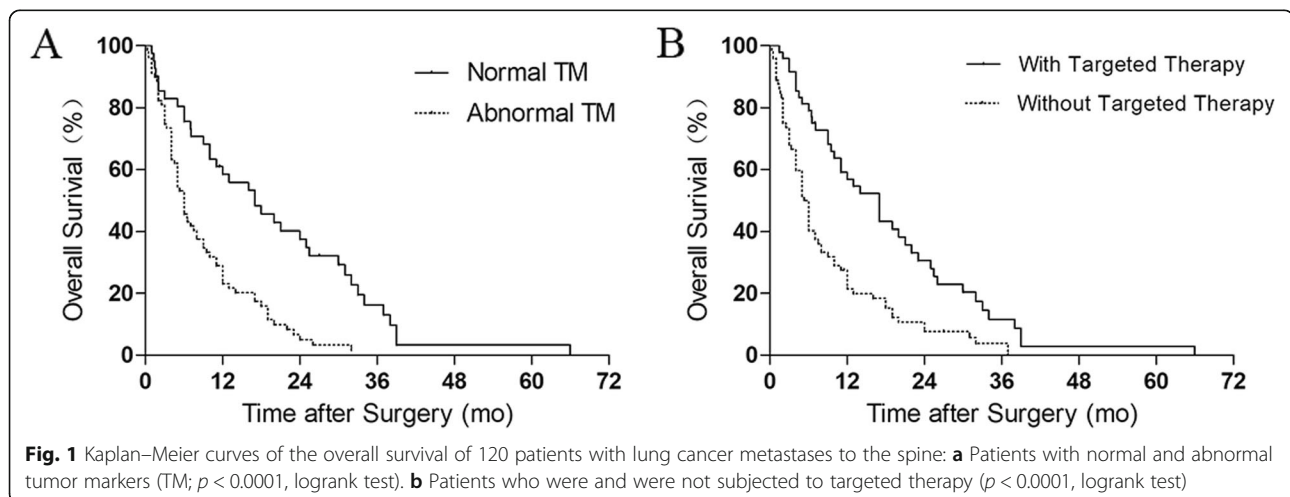 A
Overall Surivial (%)
100
80
60
40
20
0
0 12 24 36 48 60 72
Time after Surgery (mo)
Normal TM
Abnormal TM
B
Overall Survival (%)
100
80
60
40
20
0
0 12 24 36 48 60 72
Time after Surgery (mo)
With Targeted Therapy
Without Targeted Therapy
Fig. 1 Kaplan–Meier curves of the overall survival of 120 patients with lung cancer metastases to the spine: a Patients with normal and abnormal
tumor markers (TM; p < 0.0001, logrank test). b Patients who were and were not subjected to targeted therapy (p < 0.0001, logrank test)